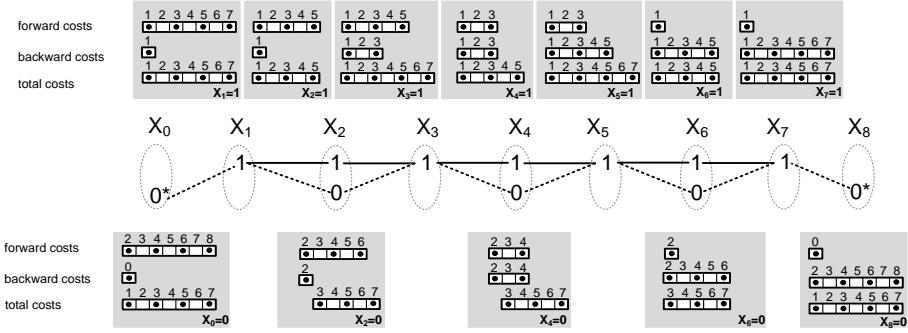 forward costs 1 2 3 4 5 6 7 1 2 3 4 5 1 2 3 4 5 1 2 3 1 2 3 1 1
backward costs 1 1 1 2 3 1 2 3 1 2 3 4 5 1 2 3 4 5 1 2 3 4 5 6 7
total costs 1 2 3 4 5 6 7 1 2 3 4 5 1 2 3 4 5 6 7 1 2 3 4 5 1 2 3 4 5 6 7 1 2 3 4 5 1 2 3 4 5 6 7
X1=1 X2=1 X3=1 X4=1 X5=1 X6=1 X7=1
X0 X1 X2 X3 X4 X5 X6 X7 X8
1 1 1 1 1 1 1
0* 0 0 0 0*
forward costs 2 3 4 5 6 7 8 2 3 4 5 6 2 3 4 2 0
backward costs 0 2 2 3 4 2 3 4 5 6 2 3 4 5 6 7 8
total costs 1 2 3 4 5 6 7 3 4 5 6 7 3 4 5 6 7 3 4 5 6 7 1 2 3 4 5 6 7
X0=0 X2=0 X4=0 X6=0 X8=0